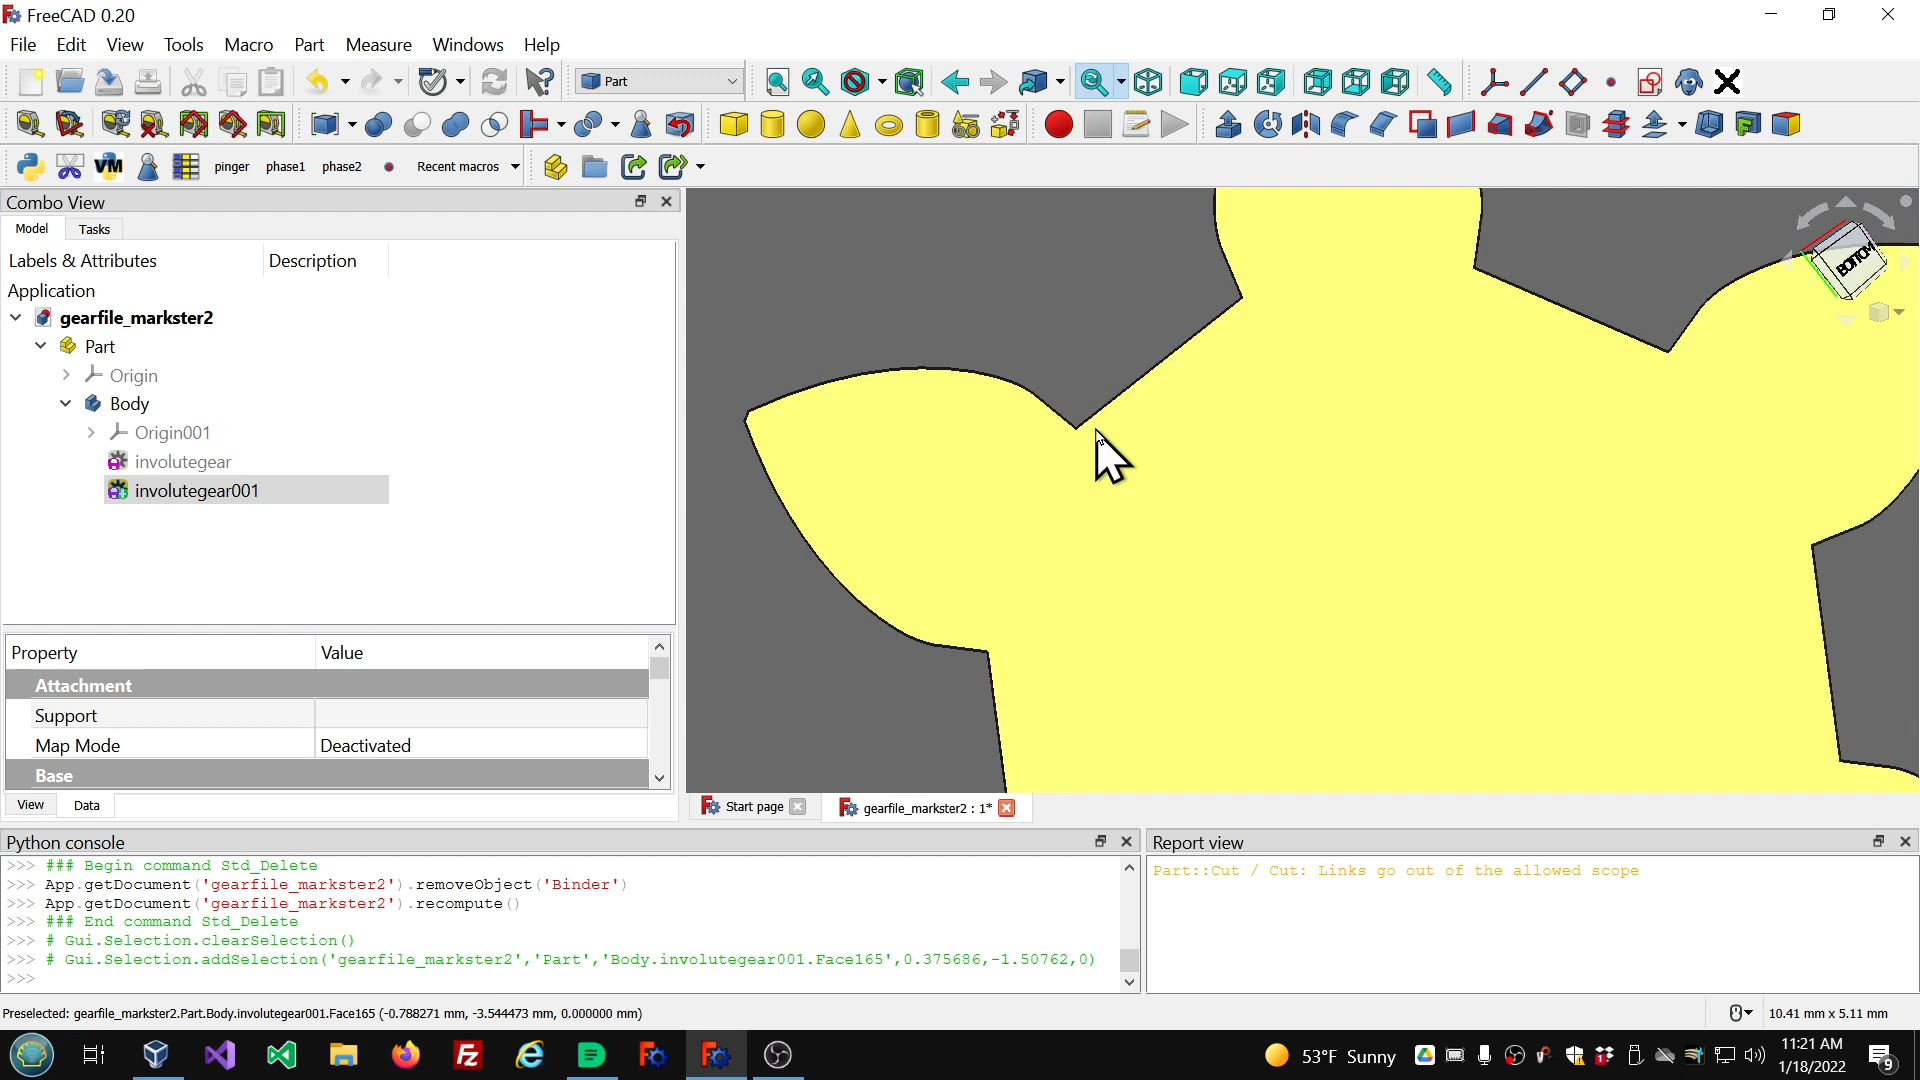 FreeCAD 0.20
File Edit View Tools Macro Part Measure Windows Help
Part
VM pinger phase1 phase2 Recent macros
Combo View
Model Tasks
Labels & Attributes Description
Application
gearfile_markster2
Part
Origin
Body
Origin001
involutegear
involutegear001
BOTTOM
Property Value
Attachment
Support
Map Mode Deactivated
Base
View Data
Start page gearfile_markster2 : 1*
Python console
>>> ### Begin command Std_Delete
>>> App.getDocument('gearfile_markster2').removeObject('Binder')
>>> App.getDocument('gearfile_markster2').recompute()
>>> ### End command Std_Delete
>>> # Gui.Selection.clearSelection()
>>> # Gui.Selection.addSelection('gearfile_markster2','Part','Body.involutegear001.Face165',0.375686,-1.50762,0)
>>>
Report view
Part::Cut / Cut: Links go out of the allowed scope
Preselected: gearfile_markster2.Part.Body.involutegear001.Face165 (-0.788271 mm, -3.544473 mm, 0.000000 mm)
10.41 mm x 5.11 mm
53°F Sunny
11:21 AM
1/18/2022
9